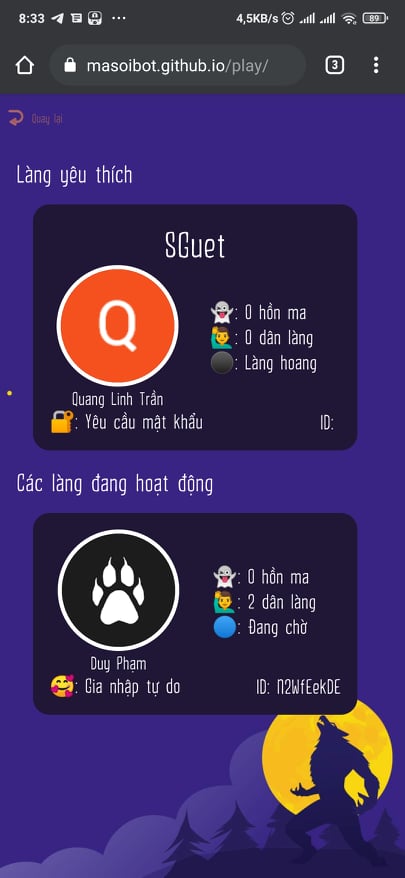 8:33
4,5KB/s
89
masoibot.github.io/play/
3
Quay lại
Làng yêu thích
SGuet
Q
: 0 hồn ma
: 0 dân làng
: Làng hoang
Quang Linh Trần
: Yêu cầu mật khẩu
ID:
Các làng đang hoạt động
: 0 hồn ma
: 2 dân làng
: Đang chờ
Duy Phạm
: Gia nhập tự do
ID: N2WfEekDE